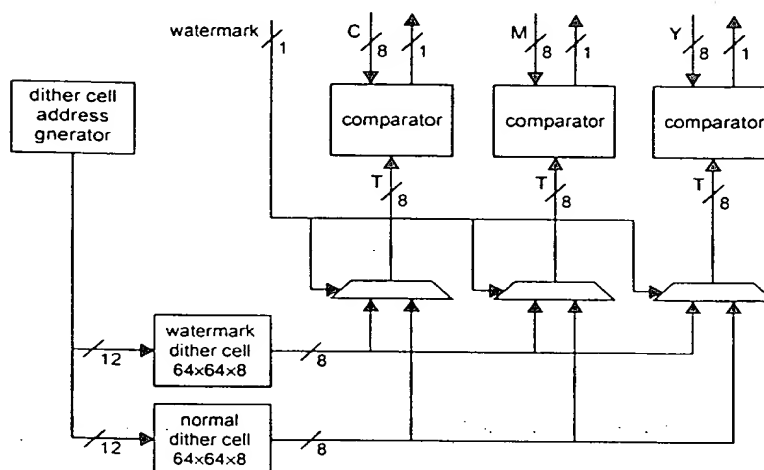 watermark
1
C
8
1
M
8
1
Y
8
1
dither cell
address
gnerator
comparator
comparator
comparator
T
8
T
8
T
8
12
watermark
dither cell
64×64×8
8
12
normal
dither cell
64×64×8
8